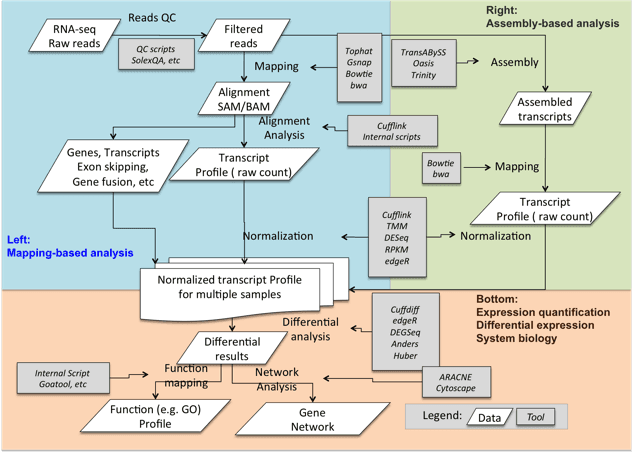 RNA-seq
Raw reads
Reads QC
Filtered
reads
QC scripts
SolexQA, etc
Mapping
Tophat
Gsnap
Bowtie
bwa
Right:
Assembly-based analysis
TransABySS
Oasis
Trinity
Assembly
Alignment
SAM/BAM
Assembled
transcripts
Alignment
Analysis
Cufflink
Internal scripts
Genes, Transcripts
Exon skipping,
Gene fusion, etc
Transcript
Profile ( raw count)
Bowtie
bwa
Mapping
Transcript
Profile ( raw count)
Left:
Mapping-based analysis
Normalization
Cufflink
TMM
DESeq
RPKM
edgeR
Normalization
Normalized transcript Profile
for multiple samples
Bottom:
Expression quantification
Differential expression
System biology
Differential
analysis
Cuffdiff
edgeR
DEGSeq
Anders
Huber
Differential
results
Internal Script
Goatool, etc
Function
mapping
Network
Analysis
ARACNE
Cytoscape
Function (e.g. GO)
Profile
Gene
Network
Legend:
Data
Tool